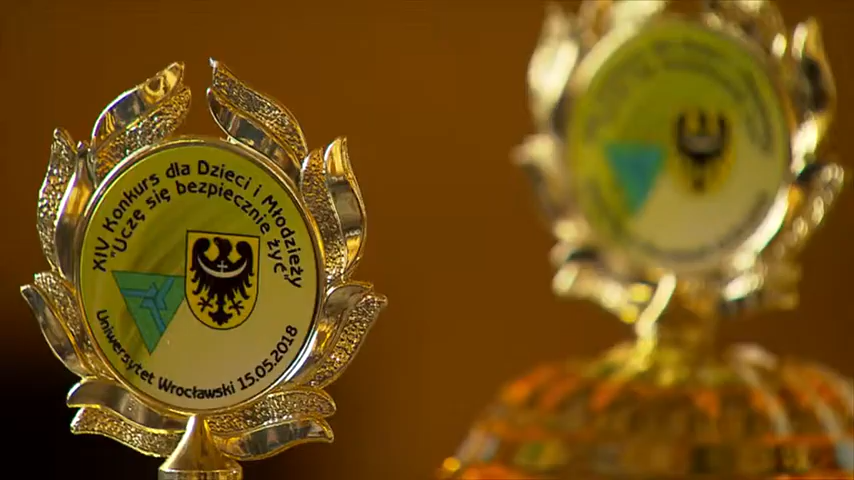 XIV Konkurs dla Dzieci i Młodzieży
"Uczę się bezpiecznie żyć"
Uniwersytet Wrocławski 15.05.2018